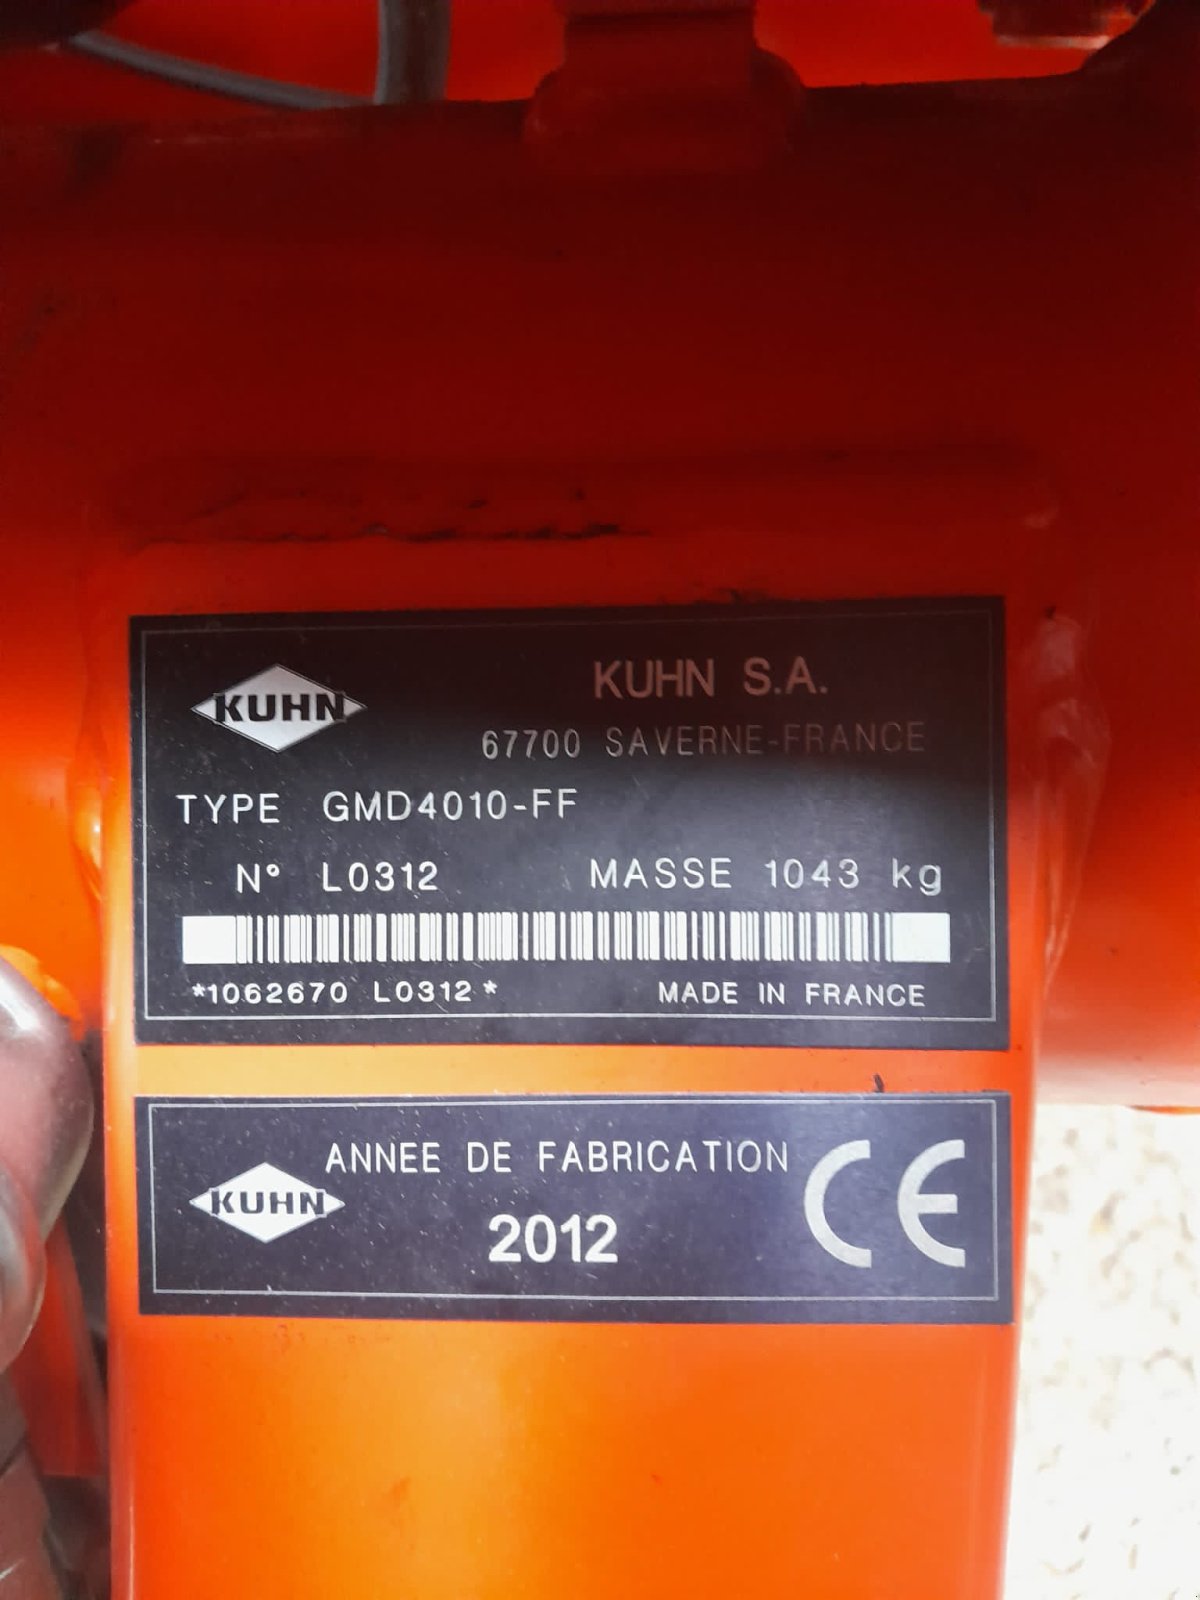 KUHN
KUHN S.A.
67700 SAVERNE-FRANCE
TYPE GMD4010-FF
N° L0312 MASSE 1043 kg
*1062670 L0312* MADE IN FRANCE
KUHN
ANNEE DE FABRICATION
2012
CE